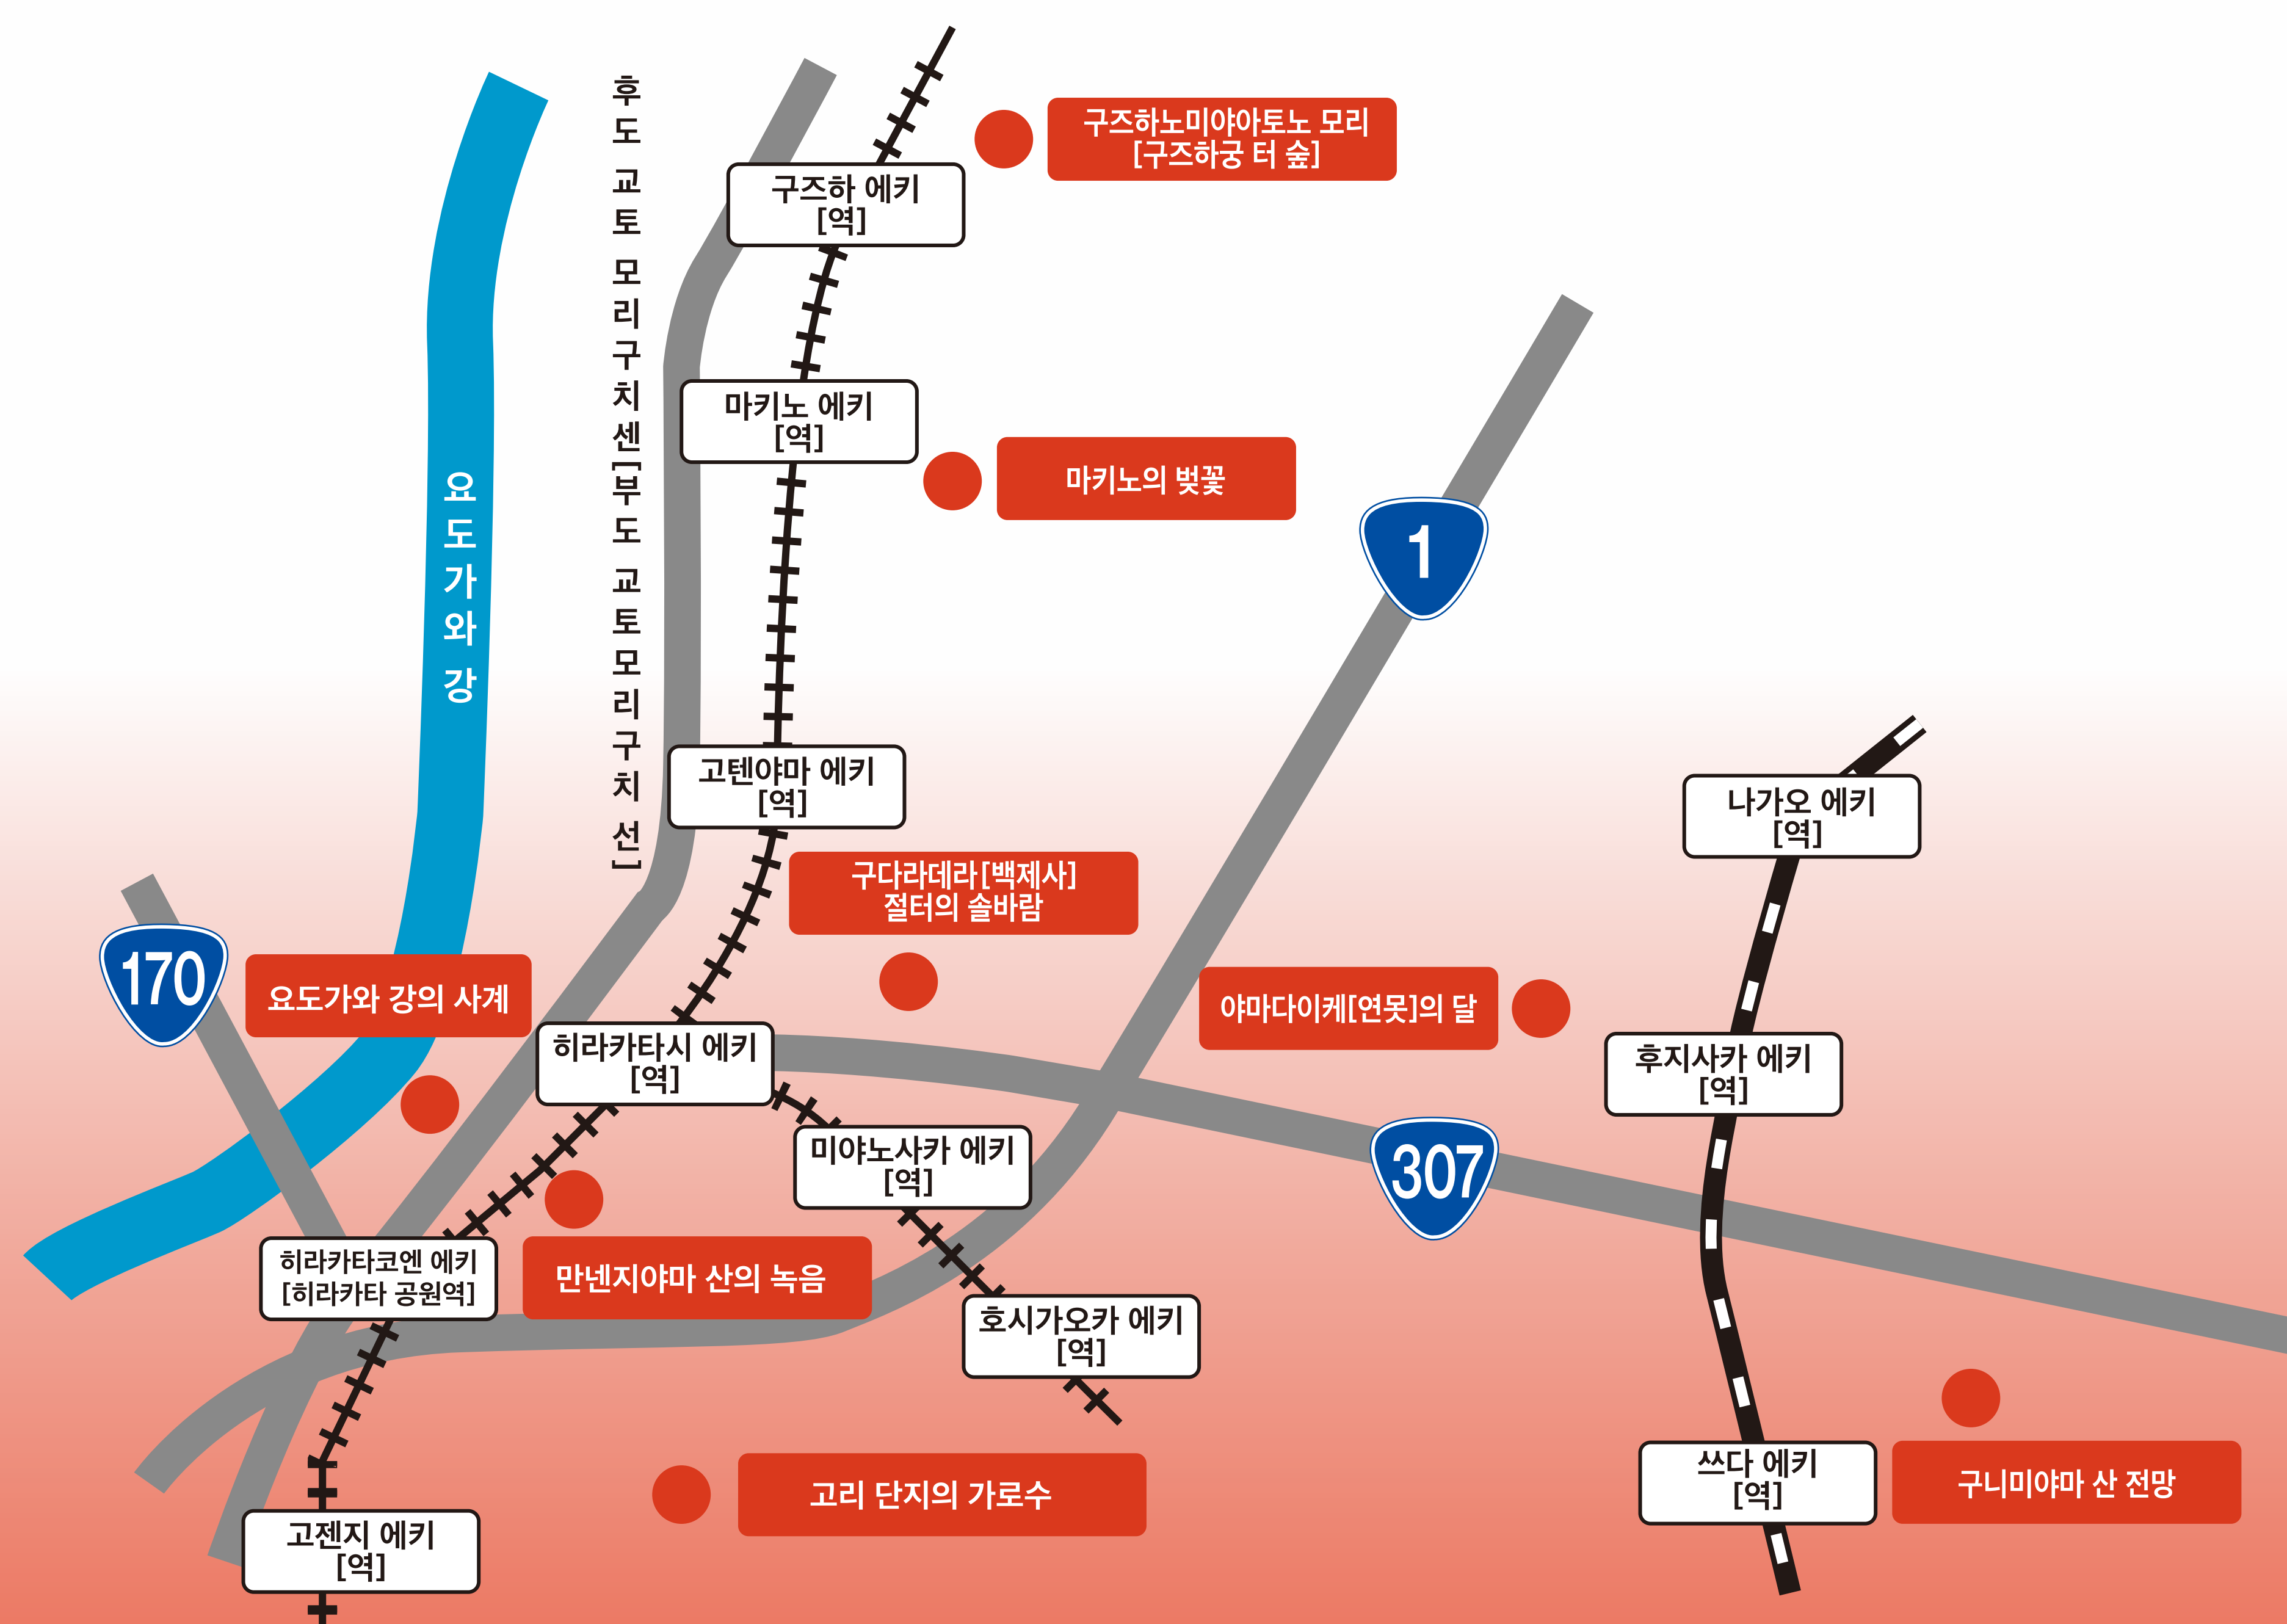 후도 교토 모리구치센[부도 교토모리구치 선]
요도가와 강
구즈하노미야아토노 모리
[구즈하궁 터 숲]
구즈하 에키
[역]
마키노 에키
[역]
마키노의 벚꽃
1
고텐야마 에키
[역]
나가오 에키
[역]
구다라데라[백제사]
절터의 솔바람
170
요도가와 강의 사계
야마다이케[연못]의 달
히라카타시 에키
[역]
후지사카 에키
[역]
미야노사카 에키
[역]
307
히라카타코엔 에키
[히라카타 공원역]
만넨지야마 산의 녹음
호시가오카 에키
[역]
쓰다 에키
[역]
구니미야마 산 전망
고리 단지의 가로수
고젠지 에키
[역]